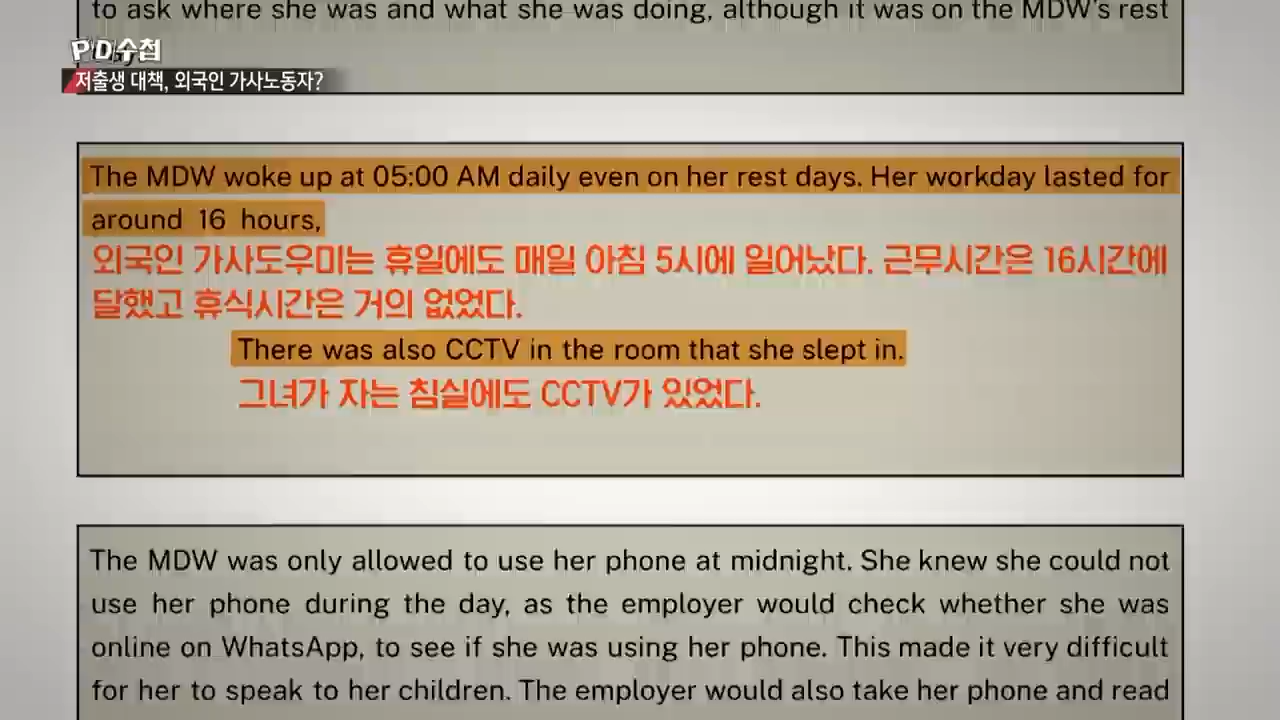 to ask where she was and what she was doing, although it was on the MDW's rest
PD수첩
저출생 대책, 외국인 가사노동자?
The MDW woke up at 05:00 AM daily even on her rest days. Her workday lasted for
around 16 hours,
외국인 가사도우미는 휴일에도 매일 아침 5시에 일어났다. 근무시간은 16시간에
달했고 휴식시간은 거의 없었다.
There was also CCTV in the room that she slept in.
그녀가 자는 침실에도 CCTV가 있었다.
The MDW was only allowed to use her phone at midnight. She knew she could not
use her phone during the day, as the employer would check whether she was
online on WhatsApp, to see if she was using her phone. This made it very difficult
for her to speak to her children. The employer would also take her phone and read